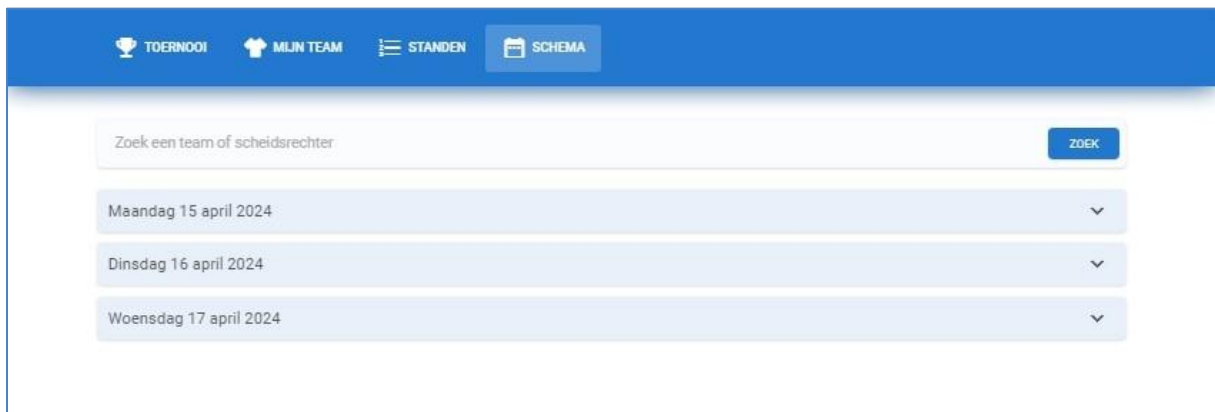 TOERNOOI MIJN TEAM STANDEN SCHEMA
Zoek een team of scheidsrechter ZOEK
Maandag 15 april 2024
Dinsdag 16 april 2024
Woensdag 17 april 2024